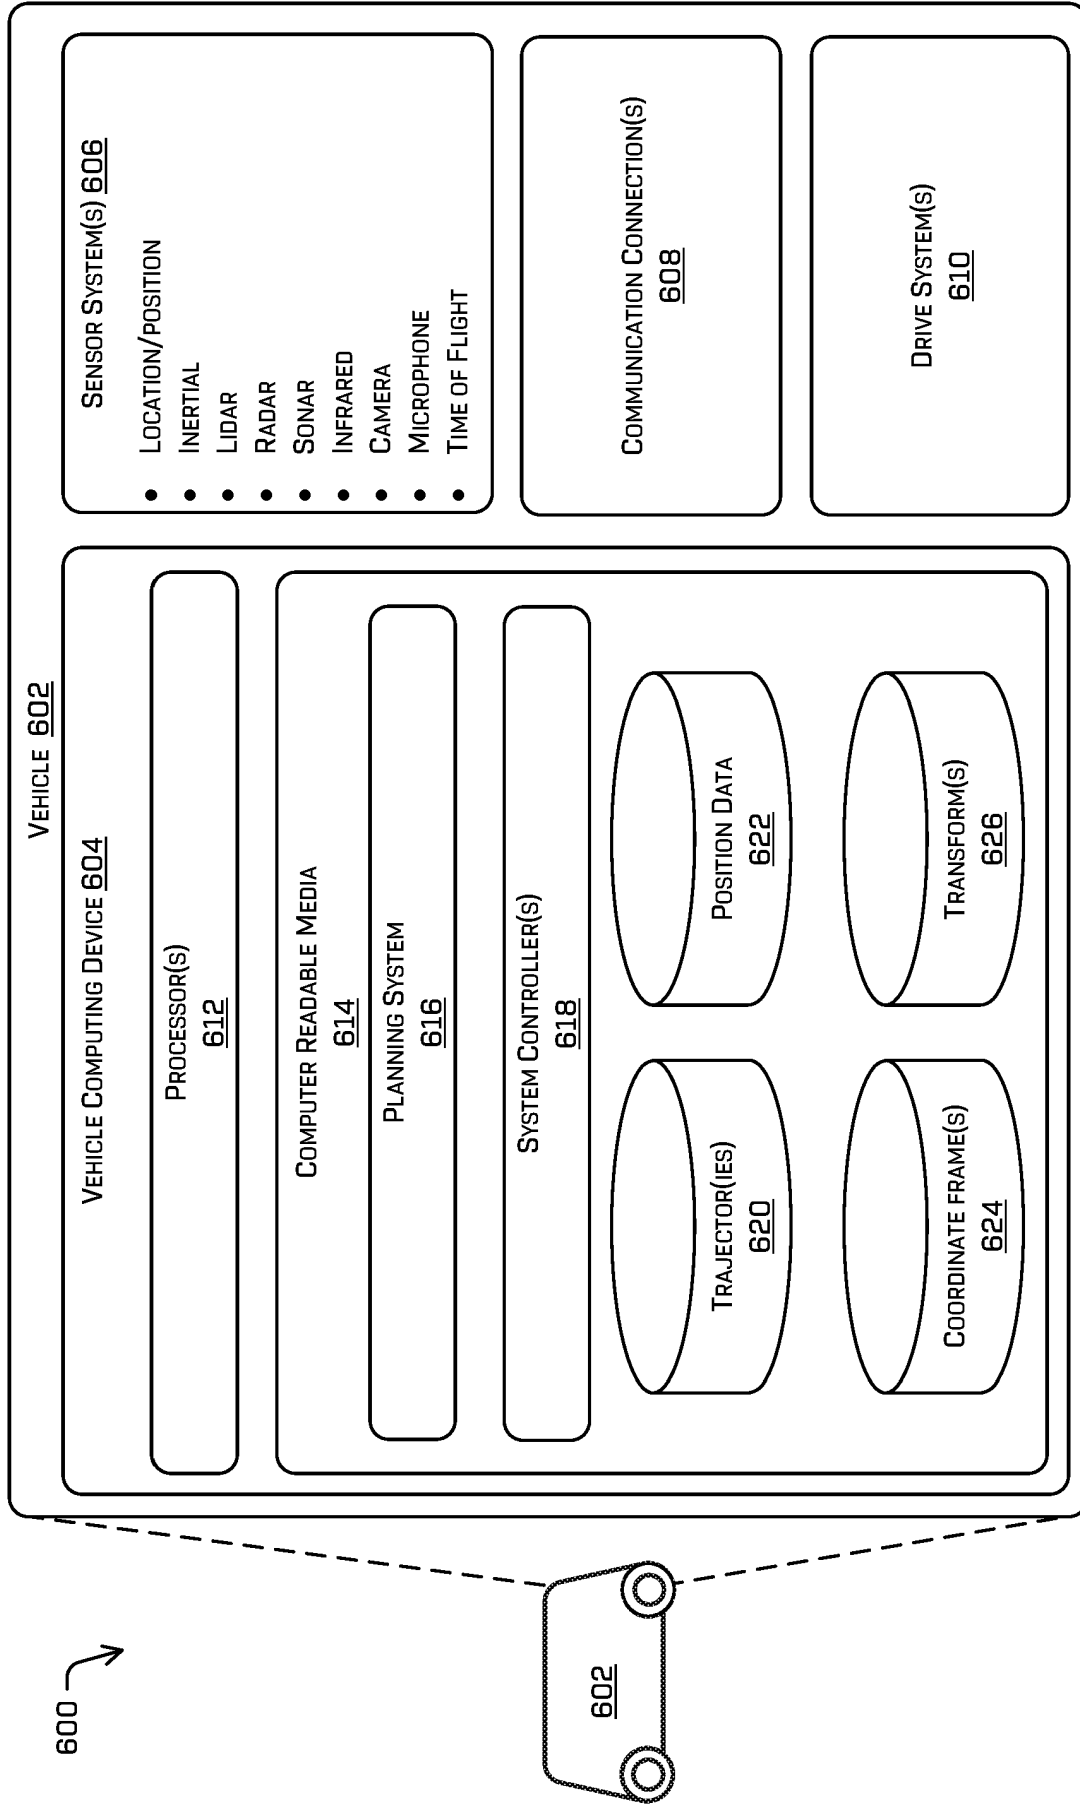 600
602
VEHICLE 602
VEHICLE COMPUTING DEVICE 604
PROCESSOR(S)
612
COMPUTER READABLE MEDIA
614
PLANNING SYSTEM
616
SYSTEM CONTROLLER(S)
618
TRAJECTOR(IES)
620
POSITION DATA
622
COORDINATE FRAME(S)
624
TRANSFORM(S)
626
SENSOR SYSTEM(S) 606
• LOCATION/POSITION
• INERTIAL
• LIDAR
• RADAR
• SONAR
• INFRARED
• CAMERA
• MICROPHONE
• TIME OF FLIGHT
COMMUNICATION CONNECTION(S)
608
DRIVE SYSTEM(S)
610